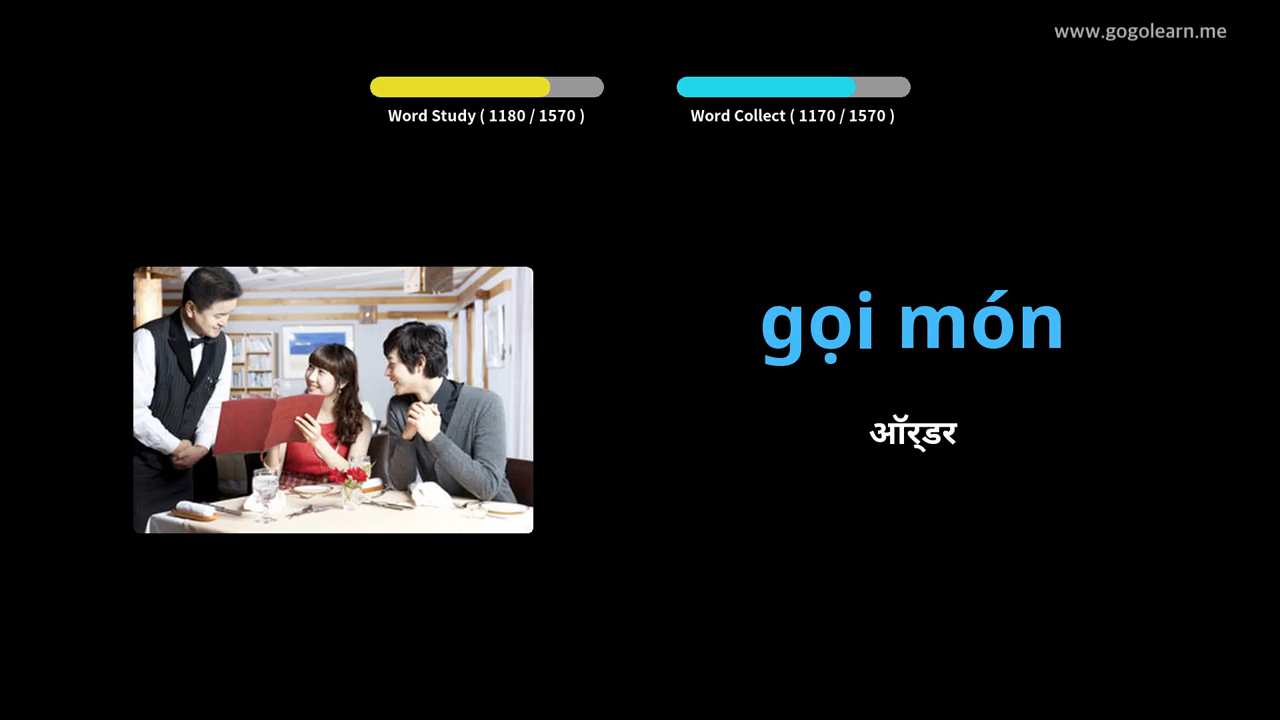 www.gogolearn.me
Word Study ( 1180 / 1570 )
Word Collect ( 1170 / 1570 )
gọi món
ऑर्‍डर